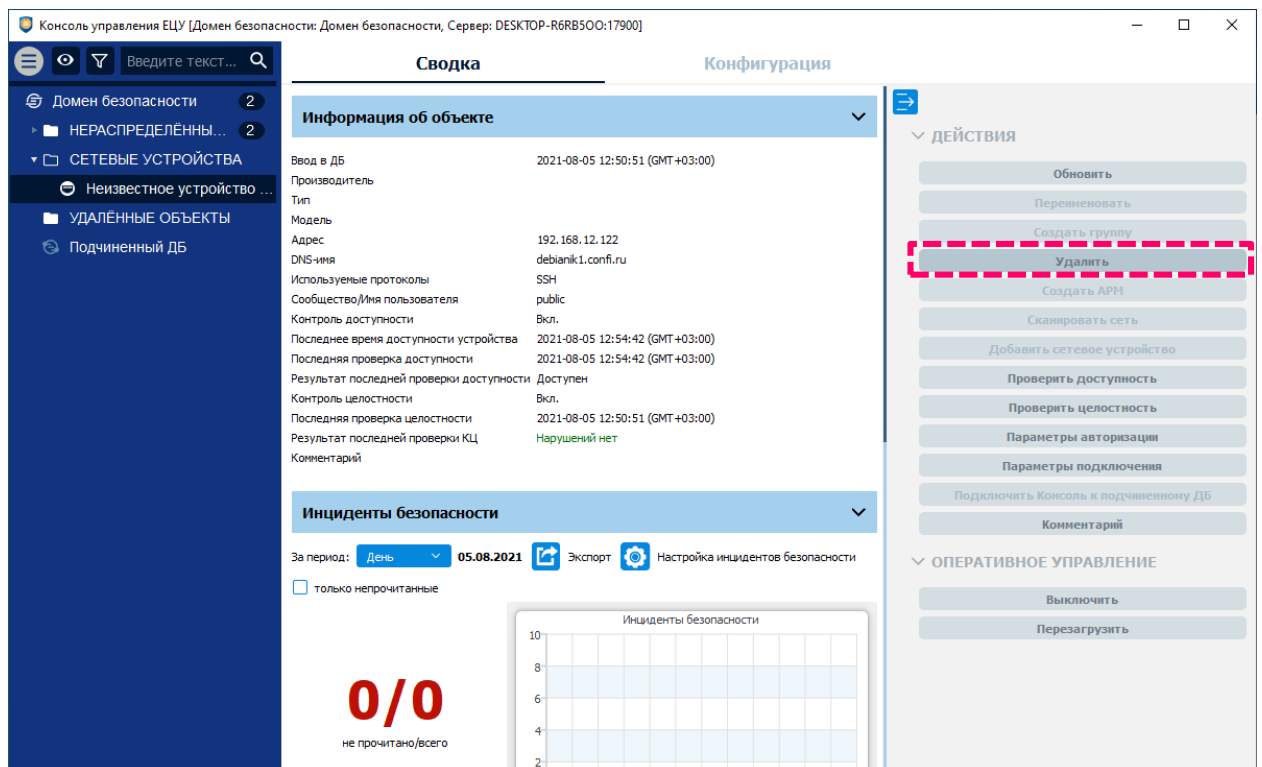 Консоль управления ЕЦУ [Домен безопасности: Домен безопасности, Сервер: DESKTOP-R6RB5OO:17900]
Введите текст...
Домен безопасности 2
НЕРАСПРЕДЕЛЁННЫ... 2
СЕТЕВЫЕ УСТРОЙСТВА
Неизвестное устройство ...
УДАЛЁННЫЕ ОБЪЕКТЫ
Подчиненный ДБ
Сводка Конфигурация
Информация об объекте
Ввод в ДБ 2021-08-05 12:50:51 (GMT+03:00)
Производитель
Тип
Модель
Адрес 192.168.12.122
DNS-имя debianik1.confi.ru
Используемые протоколы SSH
Сообщество/Имя пользователя public
Контроль доступности Вкл.
Последнее время доступности устройства 2021-08-05 12:54:42 (GMT+03:00)
Последняя проверка доступности 2021-08-05 12:54:42 (GMT+03:00)
Результат последней проверки доступности Доступен
Контроль целостности Вкл.
Последняя проверка целостности 2021-08-05 12:50:51 (GMT+03:00)
Результат последней проверки КЦ Нарушений нет
Комментарий
Инциденты безопасности
За период: День 05.08.2021 Экспорт Настройка инцидентов безопасности
только непрочитанные
0/0
не прочитано/всего
Инциденты безопасности
10
8
6
4
2
ДЕЙСТВИЯ
Обновить
Переименовать
Создать группу
Удалить
Создать АРМ
Сканировать сеть
Добавить сетевое устройство
Проверить доступность
Проверить целостность
Параметры авторизации
Параметры подключения
Подключить Консоль к подчиненному ДБ
Комментарий
ОПЕРАТИВНОЕ УПРАВЛЕНИЕ
Выключить
Перезагрузить